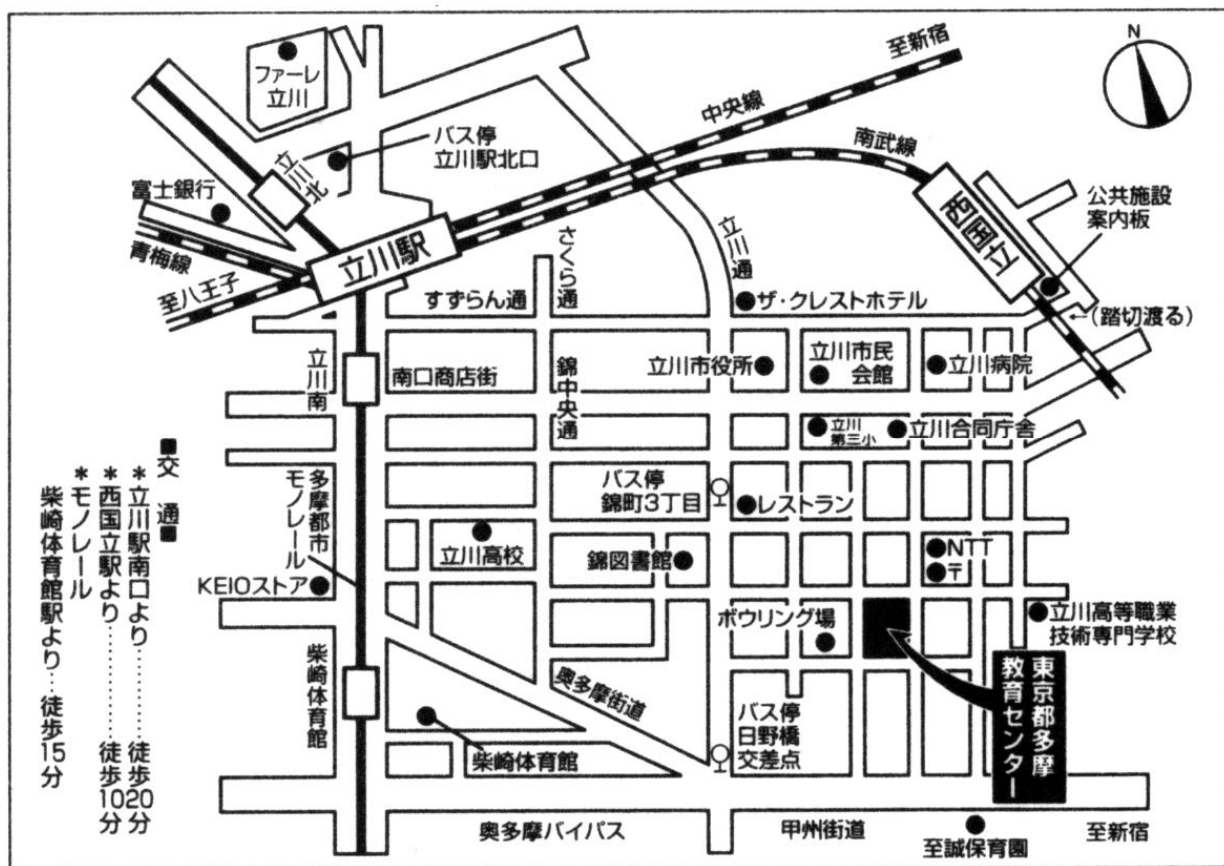 N
至新宿
中央線
南武線
ファーレ
立川
バス停
立川駅北口
立川北
富士銀行
青梅線
至八王子
立川駅
西国立
公共施設
案内板
←(踏切渡る)
さくら通
立川通
すずらん通
ザ・クレストホテル
立川南
南口商店街
錦中央通
立川市役所
立川市民
会館
立川病院
立川
第三小
立川合同庁舎
多摩都市
モノレール
バス停
錦町3丁目
レストラン
立川高校
錦図書館
NTT
〒
KEIOストア
ボウリング場
立川高等職業
技術専門学校
東京都多摩
教育センター
柴崎体育館
奥多摩街道
柴崎体育館
バス停
日野橋
交差点
奥多摩バイパス
甲州街道
至誠保育園
至新宿
■交 通■
*立川駅南口より………徒歩20分
*西国立駅より…………徒歩10分
*モノレール
柴崎体育館駅より…徒歩15分